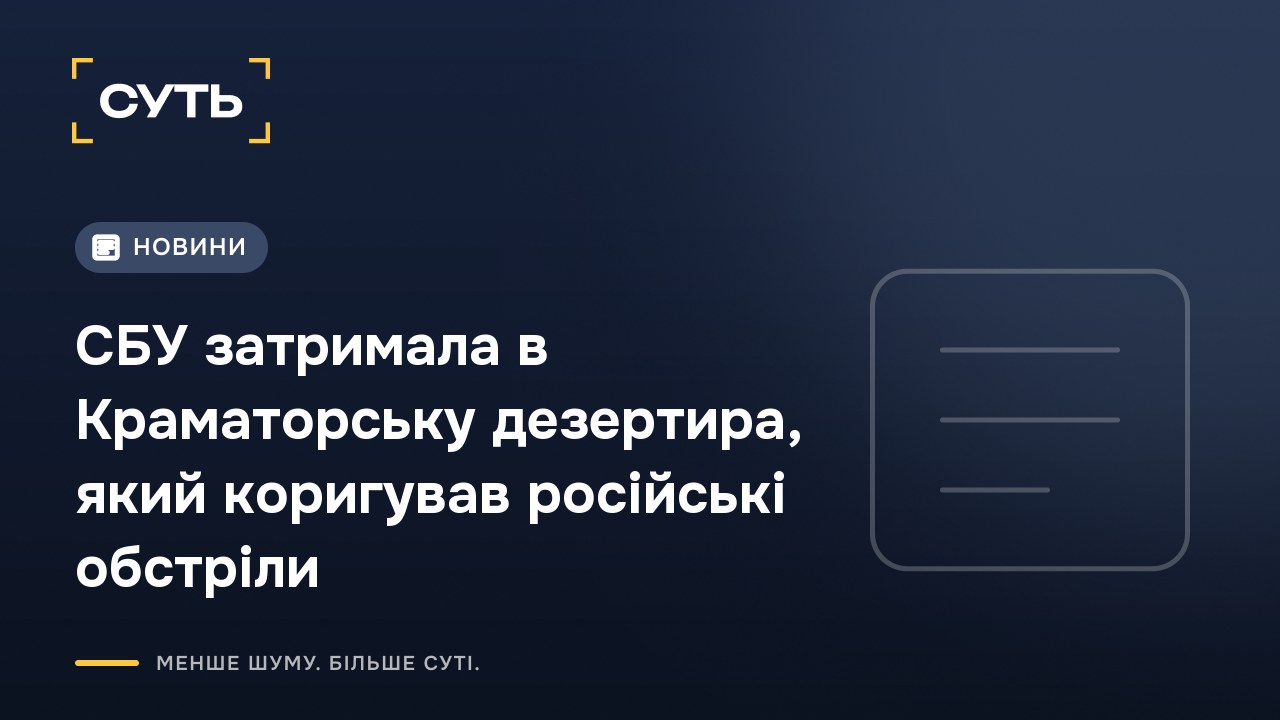 СУТЬ
НОВИНИ
СБУ затримала в
Краматорську дезертира,
який коригував російські
обстріли
МЕНШЕ ШУМУ. БІЛЬШЕ СУТІ.